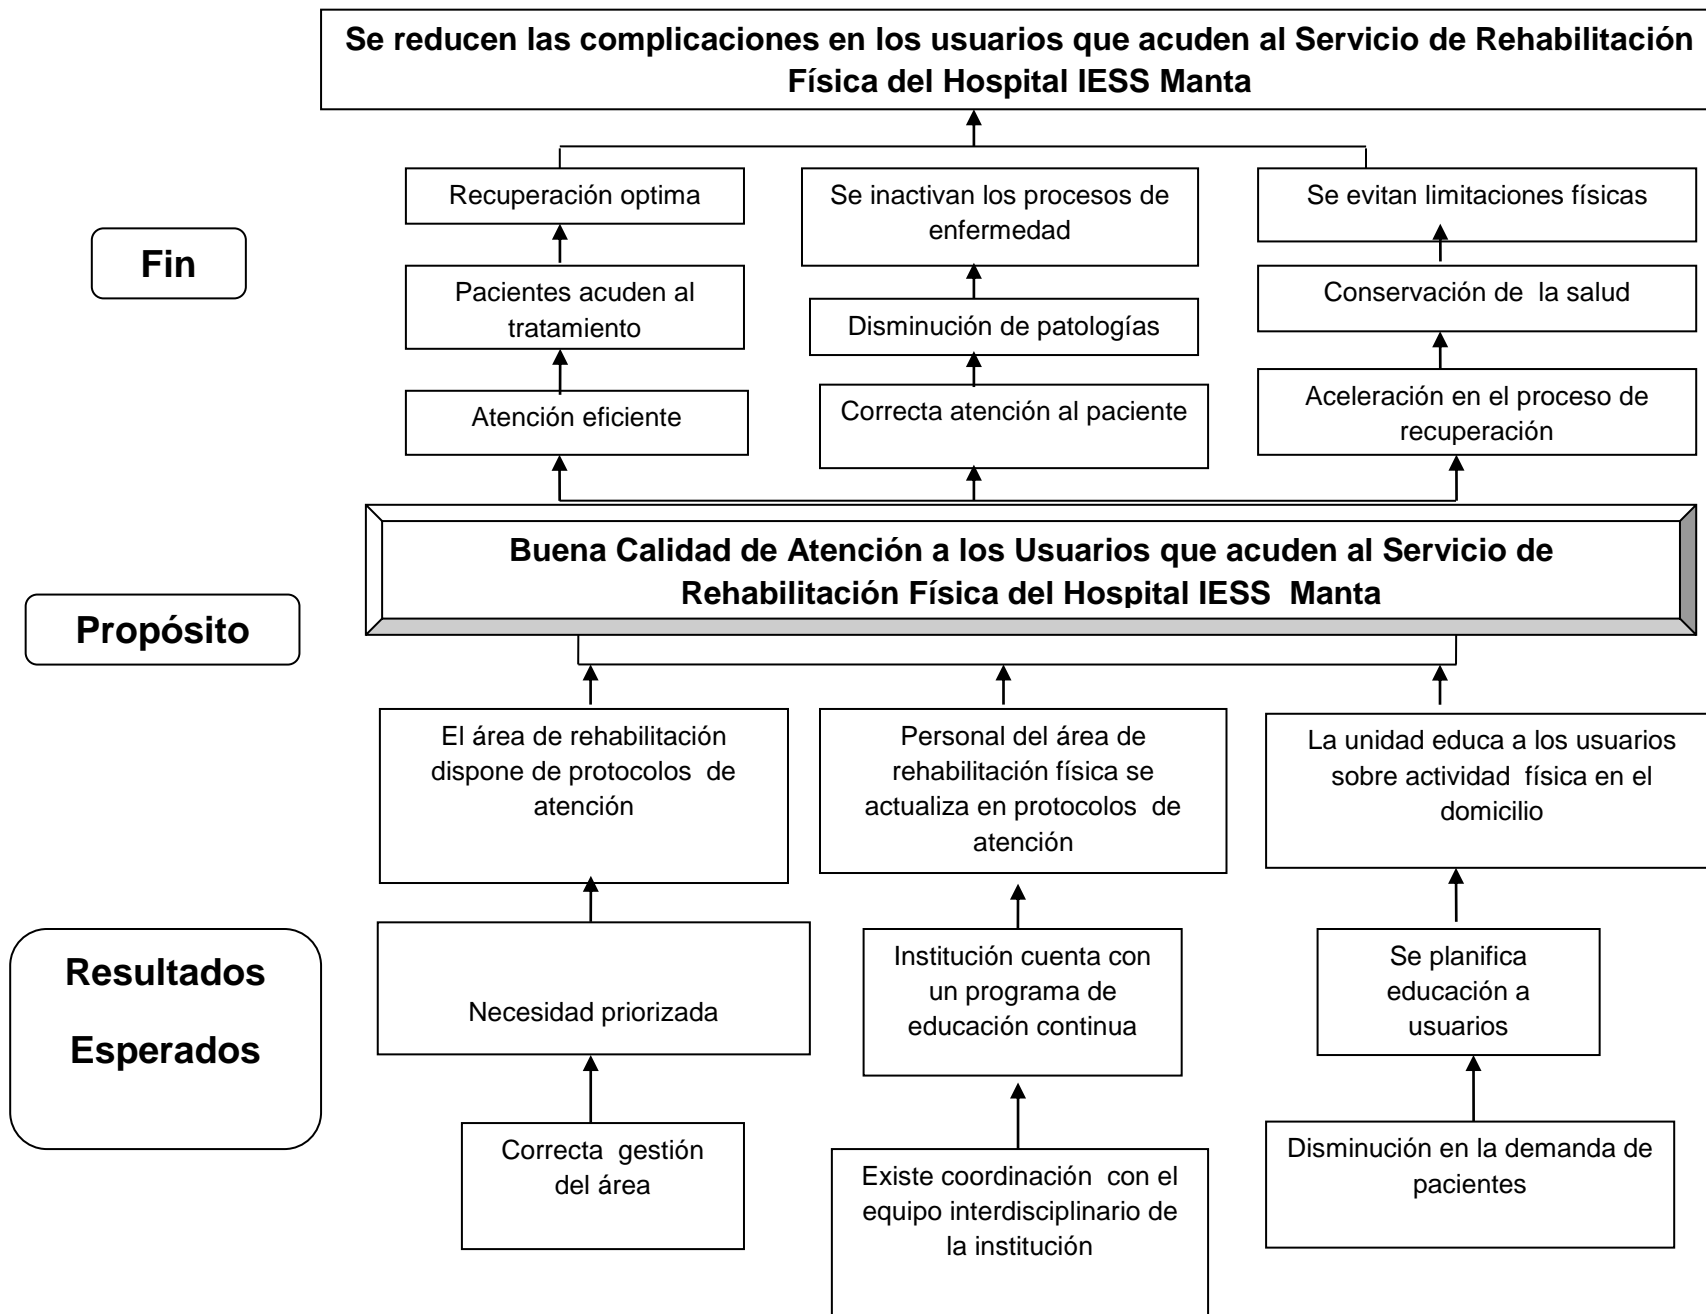 Se reducen las complicaciones en los usuarios que acuden al Servicio de Rehabilitación
Física del Hospital IESS Manta
Recuperación optima
Se inactivan los procesos de
enfermedad
Se evitan limitaciones físicas
Fin
Pacientes acuden al
tratamiento
Disminución de patologías
Conservación de la salud
Atención eficiente
Correcta atención al paciente
Aceleración en el proceso de
recuperación
Buena Calidad de Atención a los Usuarios que acuden al Servicio de
Rehabilitación Física del Hospital IESS Manta
Propósito
El área de rehabilitación
dispone de protocolos de
atención
Personal del área de
rehabilitación física se
actualiza en protocolos de
atención
La unidad educa a los usuarios
sobre actividad física en el
domicilio
Resultados
Esperados
Necesidad priorizada
Institución cuenta con
un programa de
educación continua
Se planifica
educación a
usuarios
Correcta gestión
del área
Existe coordinación con el
equipo interdisciplinario de
la institución
Disminución en la demanda de
pacientes